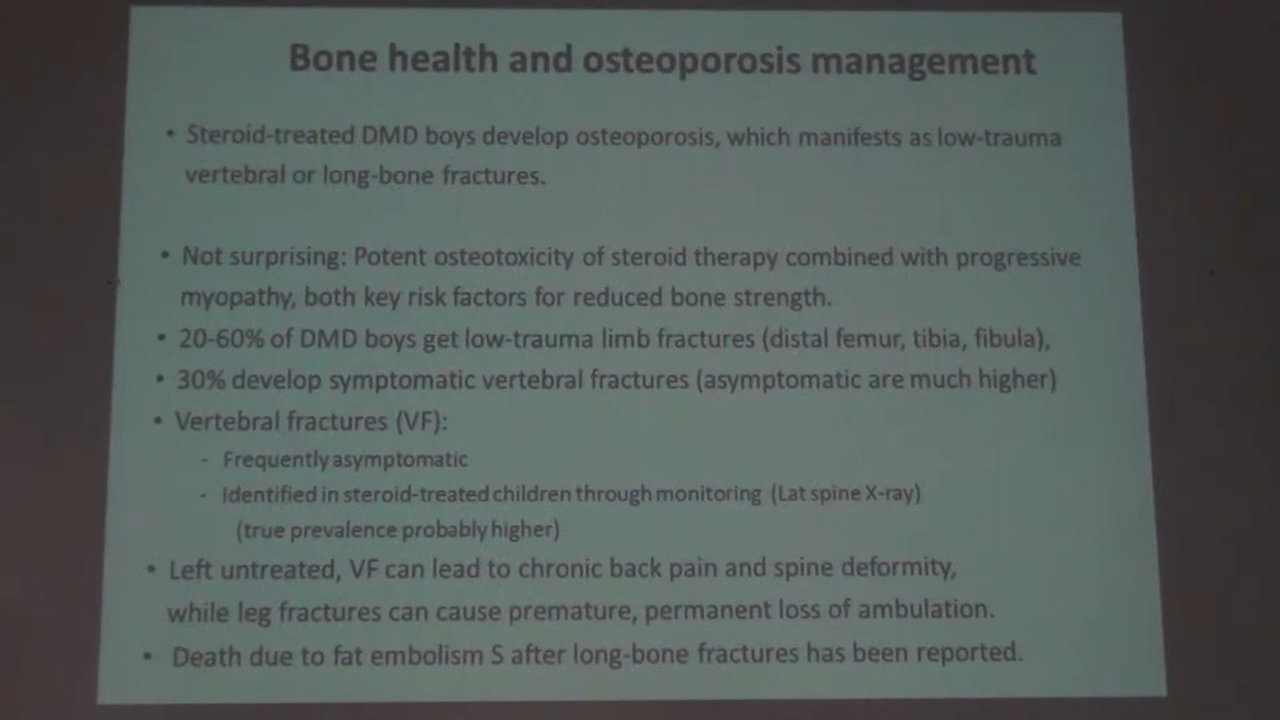 Bone health and osteoporosis management
• Steroid-treated DMD boys develop osteoporosis, which manifests as low-trauma
vertebral or long-bone fractures.
• Not surprising: Potent osteotoxicity of steroid therapy combined with progressive
myopathy, both key risk factors for reduced bone strength.
• 20-60% of DMD boys get low-trauma limb fractures (distal femur, tibia, fibula),
• 30% develop symptomatic vertebral fractures (asymptomatic are much higher)
• Vertebral fractures (VF):
- Frequently asymptomatic
- Identified in steroid-treated children through monitoring (Lat spine X-ray)
(true prevalence probably higher)
• Left untreated, VF can lead to chronic back pain and spine deformity,
while leg fractures can cause premature, permanent loss of ambulation.
• Death due to fat embolism S after long-bone fractures has been reported.